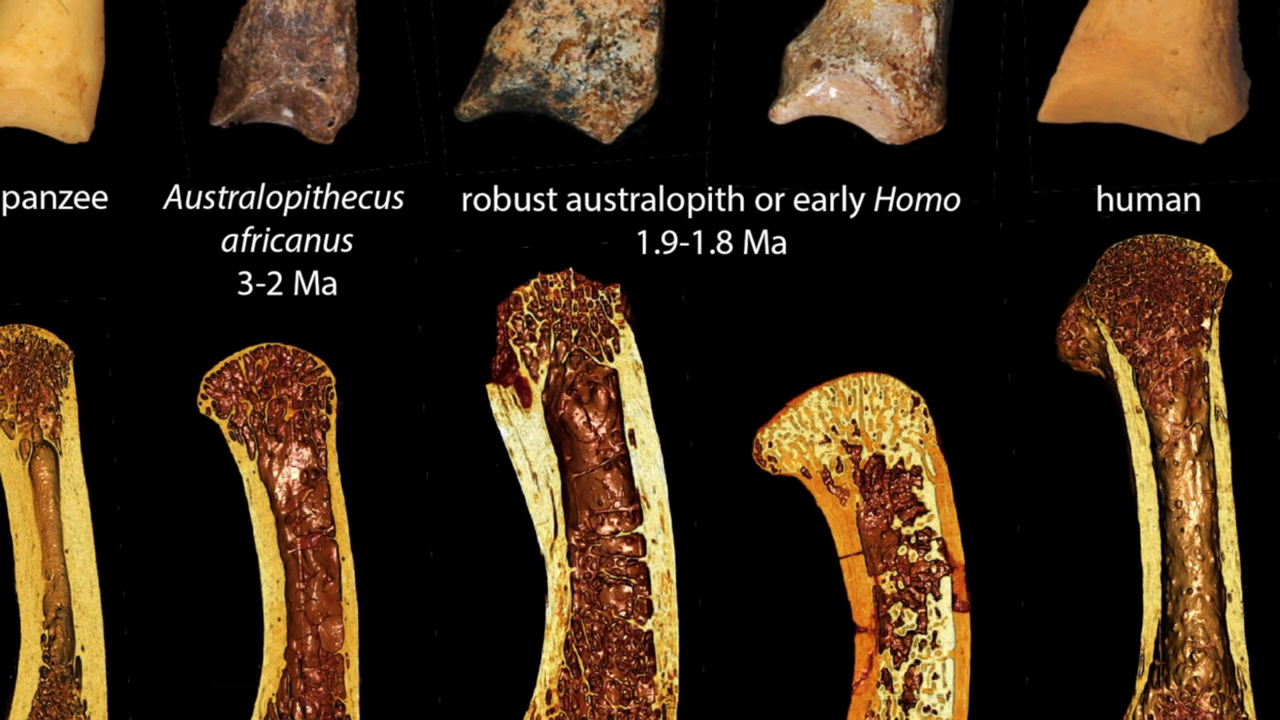 panzee
Australopithecus
africanus
3-2 Ma
robust australopith or early Homo
1.9-1.8 Ma
human